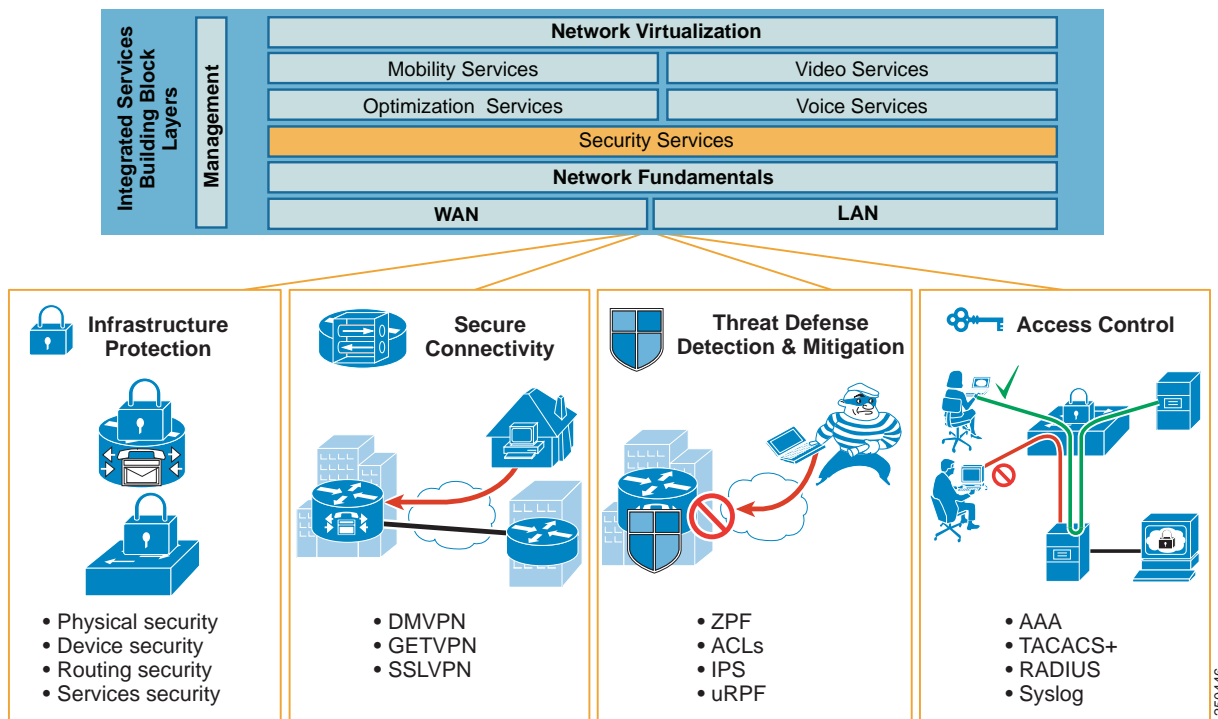 Integrated Services
Building Block
Layers
Management
Network Virtualization
Mobility Services
Video Services
Optimization Services
Voice Services
Security Services
Network Fundamentals
WAN
LAN
Infrastructure
Protection
• Physical security
• Device security
• Routing security
• Services security
Secure
Connectivity
• DMVPN
• GETVPN
• SSLVPN
Threat Defense
Detection & Mitigation
• ZPF
• ACLs
• IPS
• uRPF
Access Control
• AAA
• TACACS+
• RADIUS
• Syslog